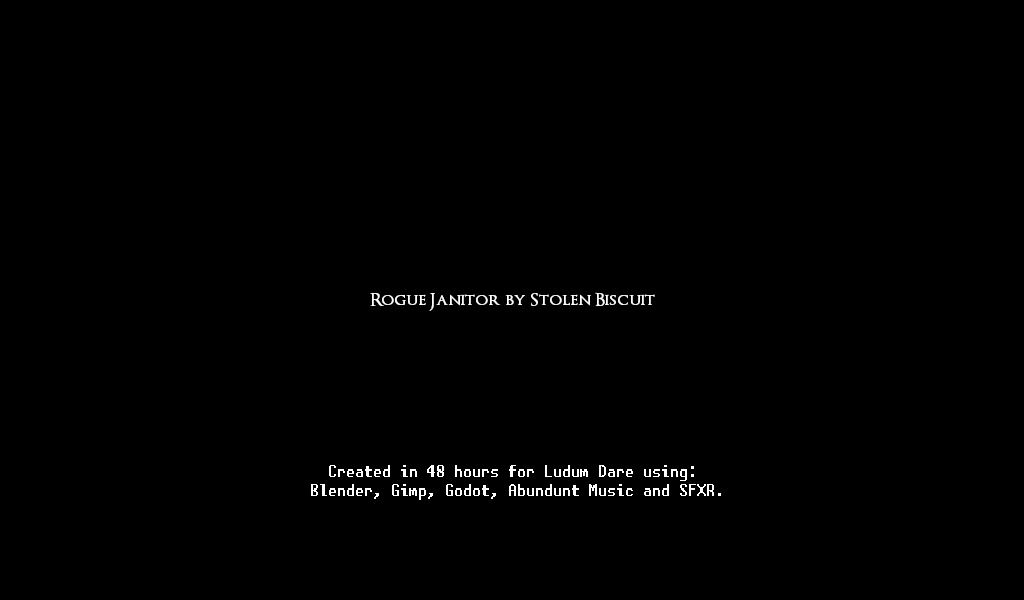 Rogue Janitor by Stolen Biscuit
Created in 48 hours for Ludum Dare using:
Blender, Gimp, Godot, Abundunt Music and SFXR.